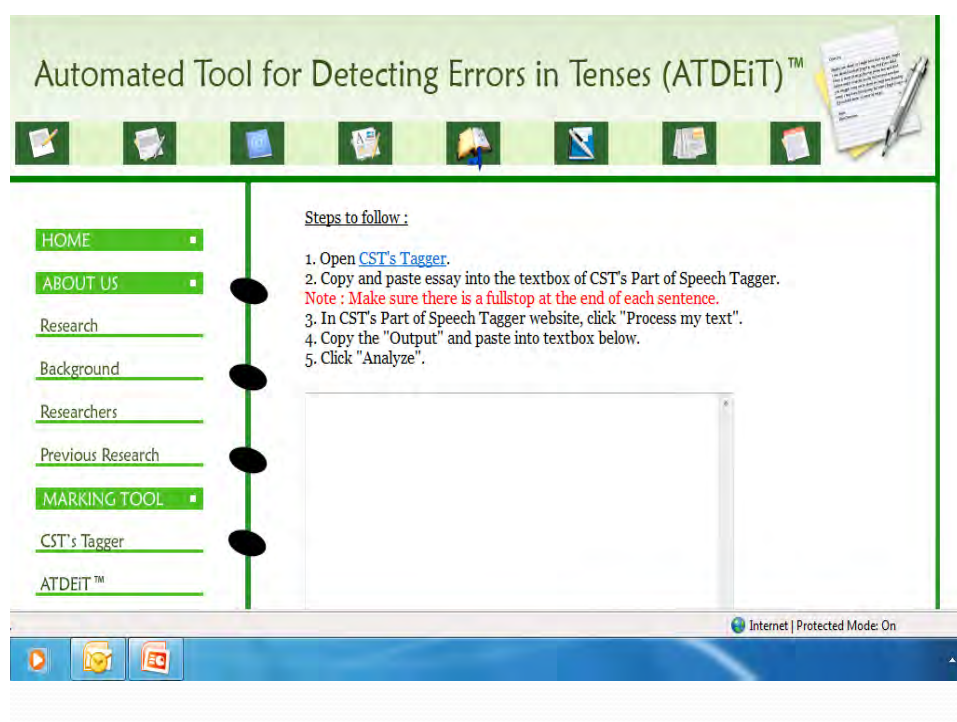 Automated Tool for Detecting Errors in Tenses (ATDEiT)™
HOME
ABOUT US
Research
Background
Researchers
Previous Research
MARKING TOOL
CST's Tagger
ATDEiT™
Steps to follow :
1. Open CST's Tagger.
2. Copy and paste essay into the textbox of CST's Part of Speech Tagger.
Note : Make sure there is a fullstop at the end of each sentence.
3. In CST's Part of Speech Tagger website, click "Process my text".
4. Copy the "Output" and paste into textbox below.
5. Click "Analyze".
Internet | Protected Mode: On